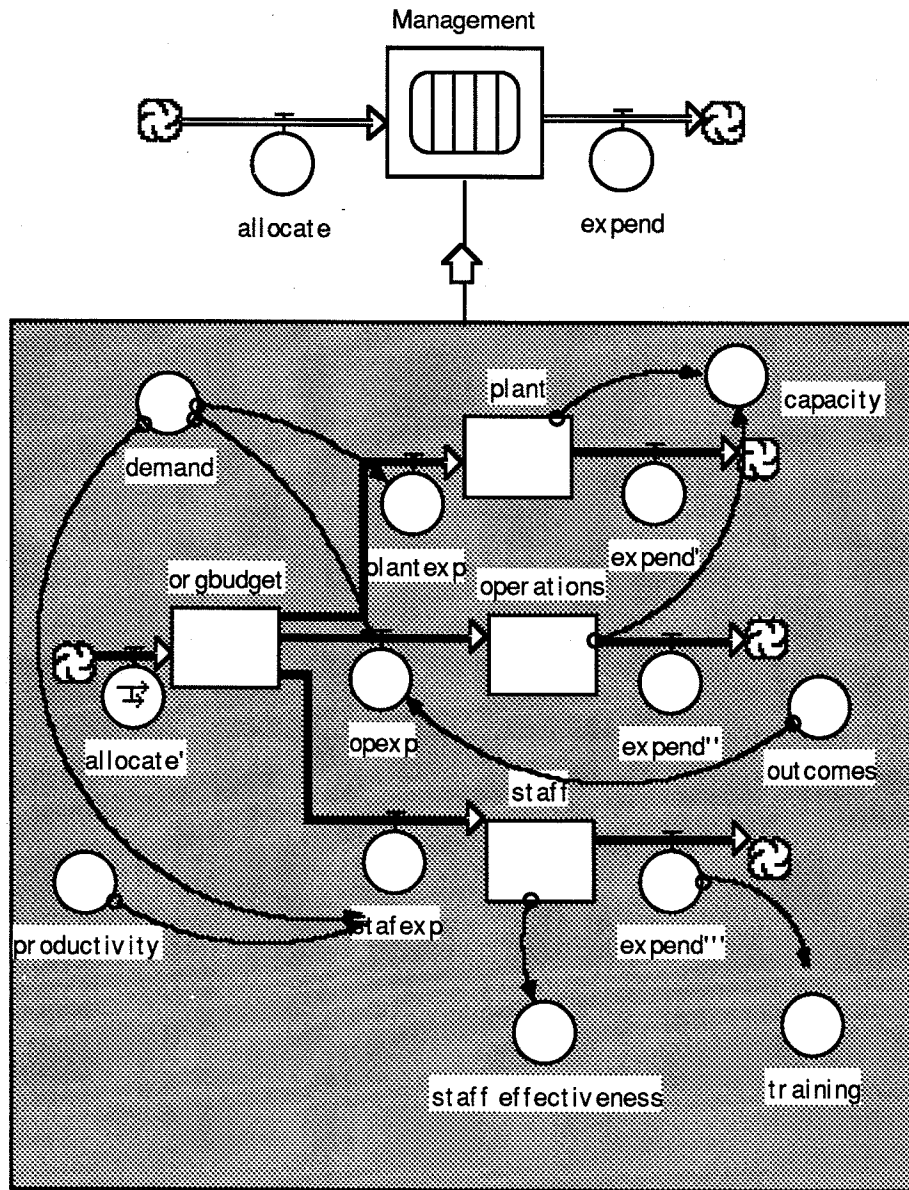 Management
allocate
expend
plant
capacity
demand
plantexp
expend'
orgbudget
operations
allocate'
opexp
expend''
outcomes
staff
stafexp
productivity
expend'''
staff effectiveness
training